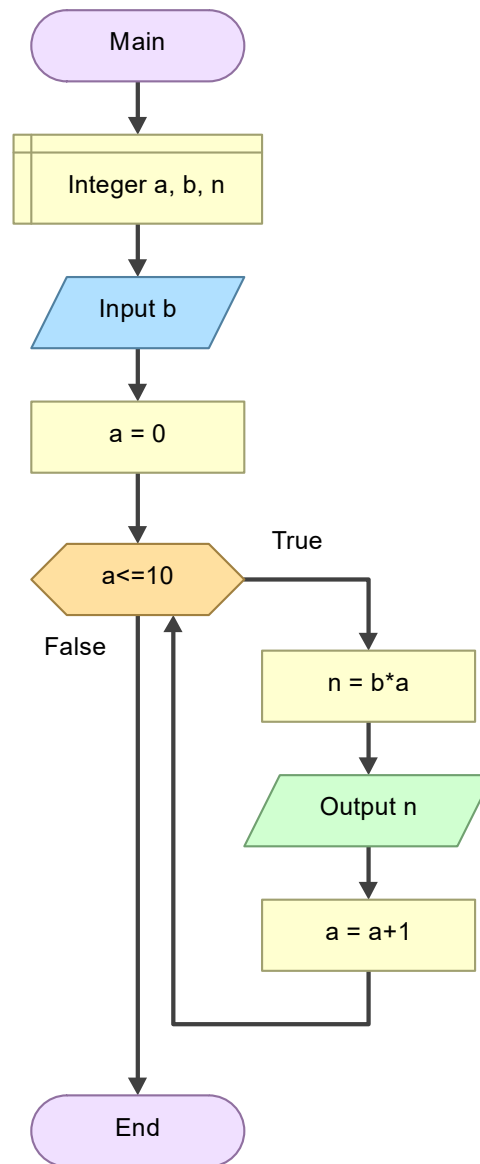 Main
Integer a, b, n
Input b
a = 0
a<=10
True
False
n = b*a
Output n
a = a+1
End